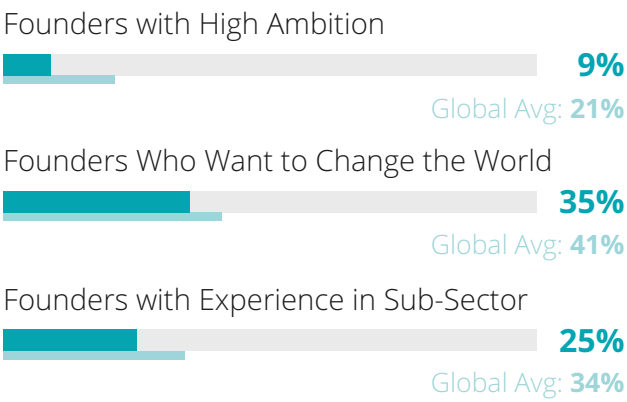 Founders with High Ambition
9%
Global Avg: 21%
Founders Who Want to Change the World
35%
Global Avg: 41%
Founders with Experience in Sub-Sector
25%
Global Avg: 34%